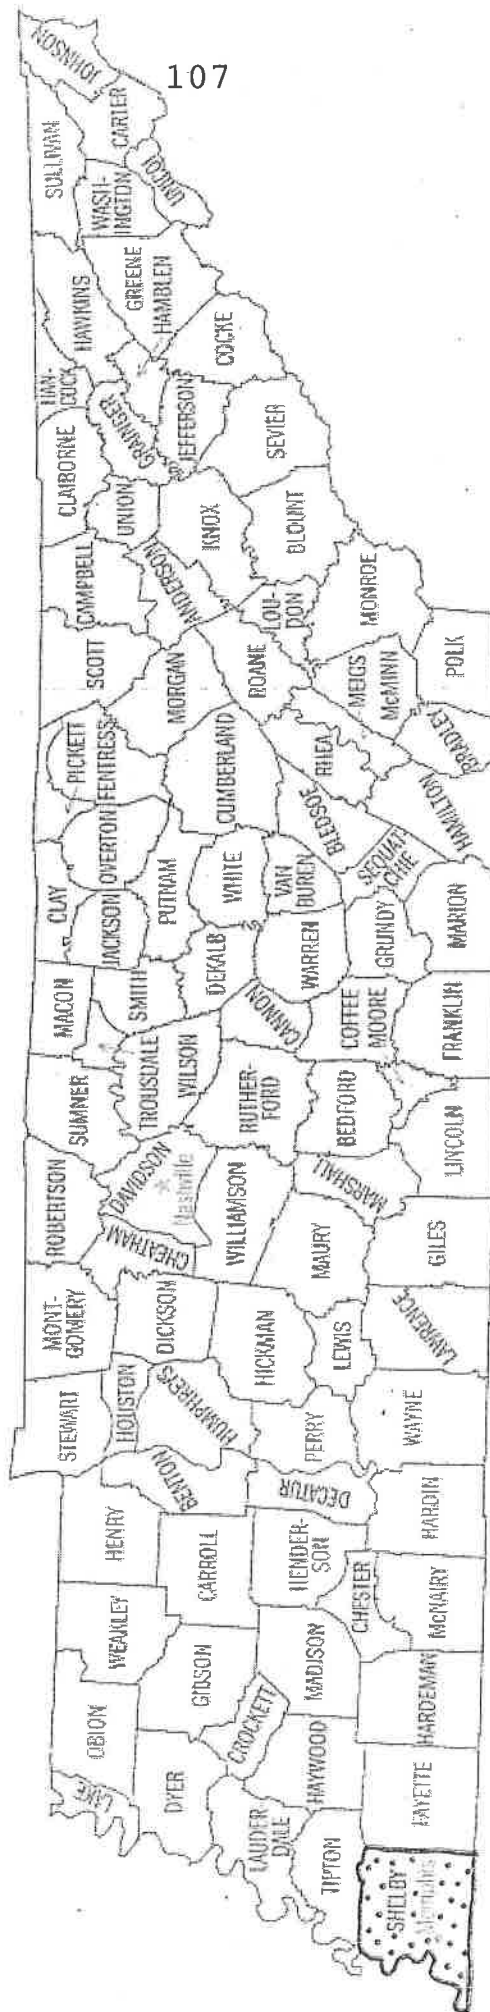 107
JOHNSON
SULLIVAN
CARTER
WASH-
INGTON
UNICOI
HAWKINS
GREENE
HAMBLEN
HAN-
COCK
COCKE
CLAIBORNE
GRAINGER
JEFFERSON
UNION
SEVIER
CAMPBELL
ANDERSON
KNOX
BLOUNT
SCOTT
MORGAN
LOU-
DON
ROANE
MONROE
MEIGS
McMINN
POLK
PICKETT
FENTRESS
CUMBERLAND
RHEA
BRADLEY
HAMILTON
CLAY
OVERTON
PUTNAM
WHITE
BLEDSOE
VAN
BUREN
SEQUAT-
CHIE
JACKSON
MACON
SMITH
DEKALB
WARREN
GRUNDY
MARION
CANNON
COFFEE
MOORE
FRANKLIN
SUMNER
TROUSDALE
WILSON
RUTHER-
FORD
BEDFORD
LINCOLN
ROBERTSON
DAVIDSON
Nashville
CHEATHAM
WILLIAMSON
MARSHALL
MAURY
GILES
MONT-
GOMERY
DICKSON
HICKMAN
LEWIS
LAWRENCE
STEWART
HOUSTON
HUMPHREYS
PERRY
WAYNE
HENRY
BENTON
DECATUR
HARDIN
CARROLL
HENDER-
SON
CHESTER
McNAIRY
WEAKLEY
GIBSON
MADISON
HARDEMAN
OBION
CROCKETT
HAYWOOD
FAYETTE
LAKE
DYER
LAUDER-
DALE
TIPTON
SHELBY
Memphis